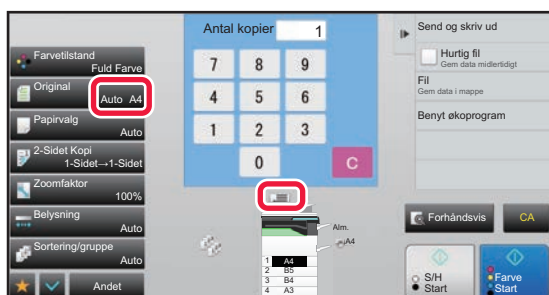 Antal kopier 1
Farvetilstand
Fuld Farve
Original
Auto A4
Papirvalg
Auto
2-Sidet Kopi
1-Sidet→1-Sidet
Zoomfaktor
100%
Belysning
Auto
Sortering/gruppe
Auto
Andet
7 8 9
4 5 6
1 2 3
0 C
Alm.
A4
1 A4
2 B5
3 B4
4 A3
Send og skriv ud
Hurtig fil
Gem data midlertidigt
Fil
Gem data i mappe
Benyt økoprogram
Forhåndsvis
CA
S/H
Start
Farve
Start